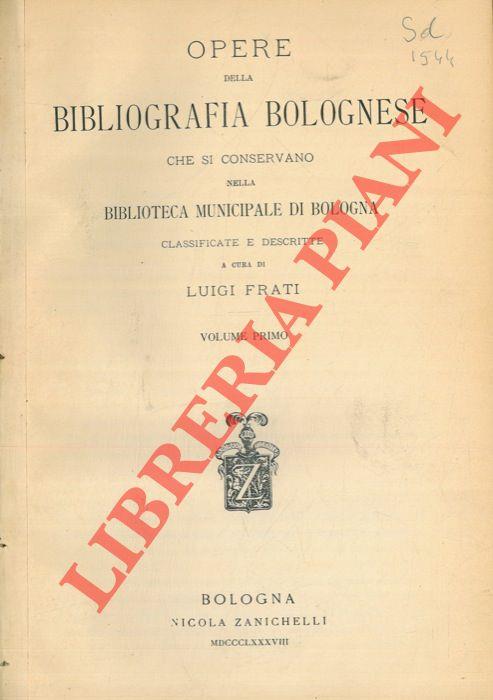 Sd
1544
OPERE
DELLA
BIBLIOGRAFIA BOLOGNESE
CHE SI CONSERVANO
NELLA
BIBLIOTECA MUNICIPALE DI BOLOGNA
CLASSIFICATE E DESCRITTE
A CURA DI
LUIGI FRATI
VOLUME PRIMO
LIBRERIA PIANI
Z
BOLOGNA
NICOLA ZANICHELLI
MDCCCLXXXVIII